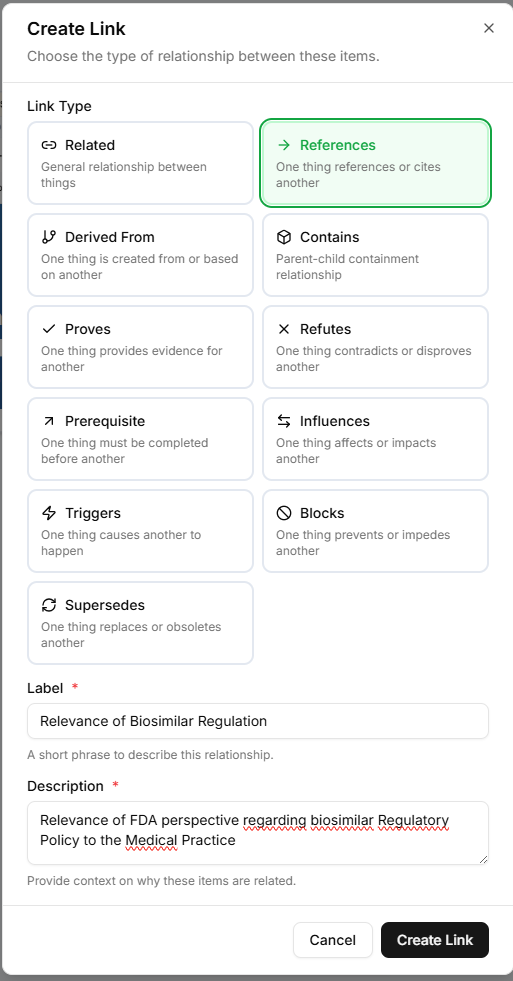 Create Link
Choose the type of relationship between these items.
Link Type
Related
General relationship between
things
References
One thing references or cites
another
Derived From
One thing is created from or based
on another
Contains
Parent-child containment
relationship
Proves
One thing provides evidence for
another
Refutes
One thing contradicts or disproves
another
Prerequisite
One thing must be completed
before another
Influences
One thing affects or impacts
another
Triggers
One thing causes another to
happen
Blocks
One thing prevents or impedes
another
Supersedes
One thing replaces or obsoletes
another
Label *
Relevance of Biosimilar Regulation
A short phrase to describe this relationship.
Description *
Relevance of FDA perspective regarding biosimilar Regulatory
Policy to the Medical Practice
Provide context on why these items are related.
Cancel
Create Link